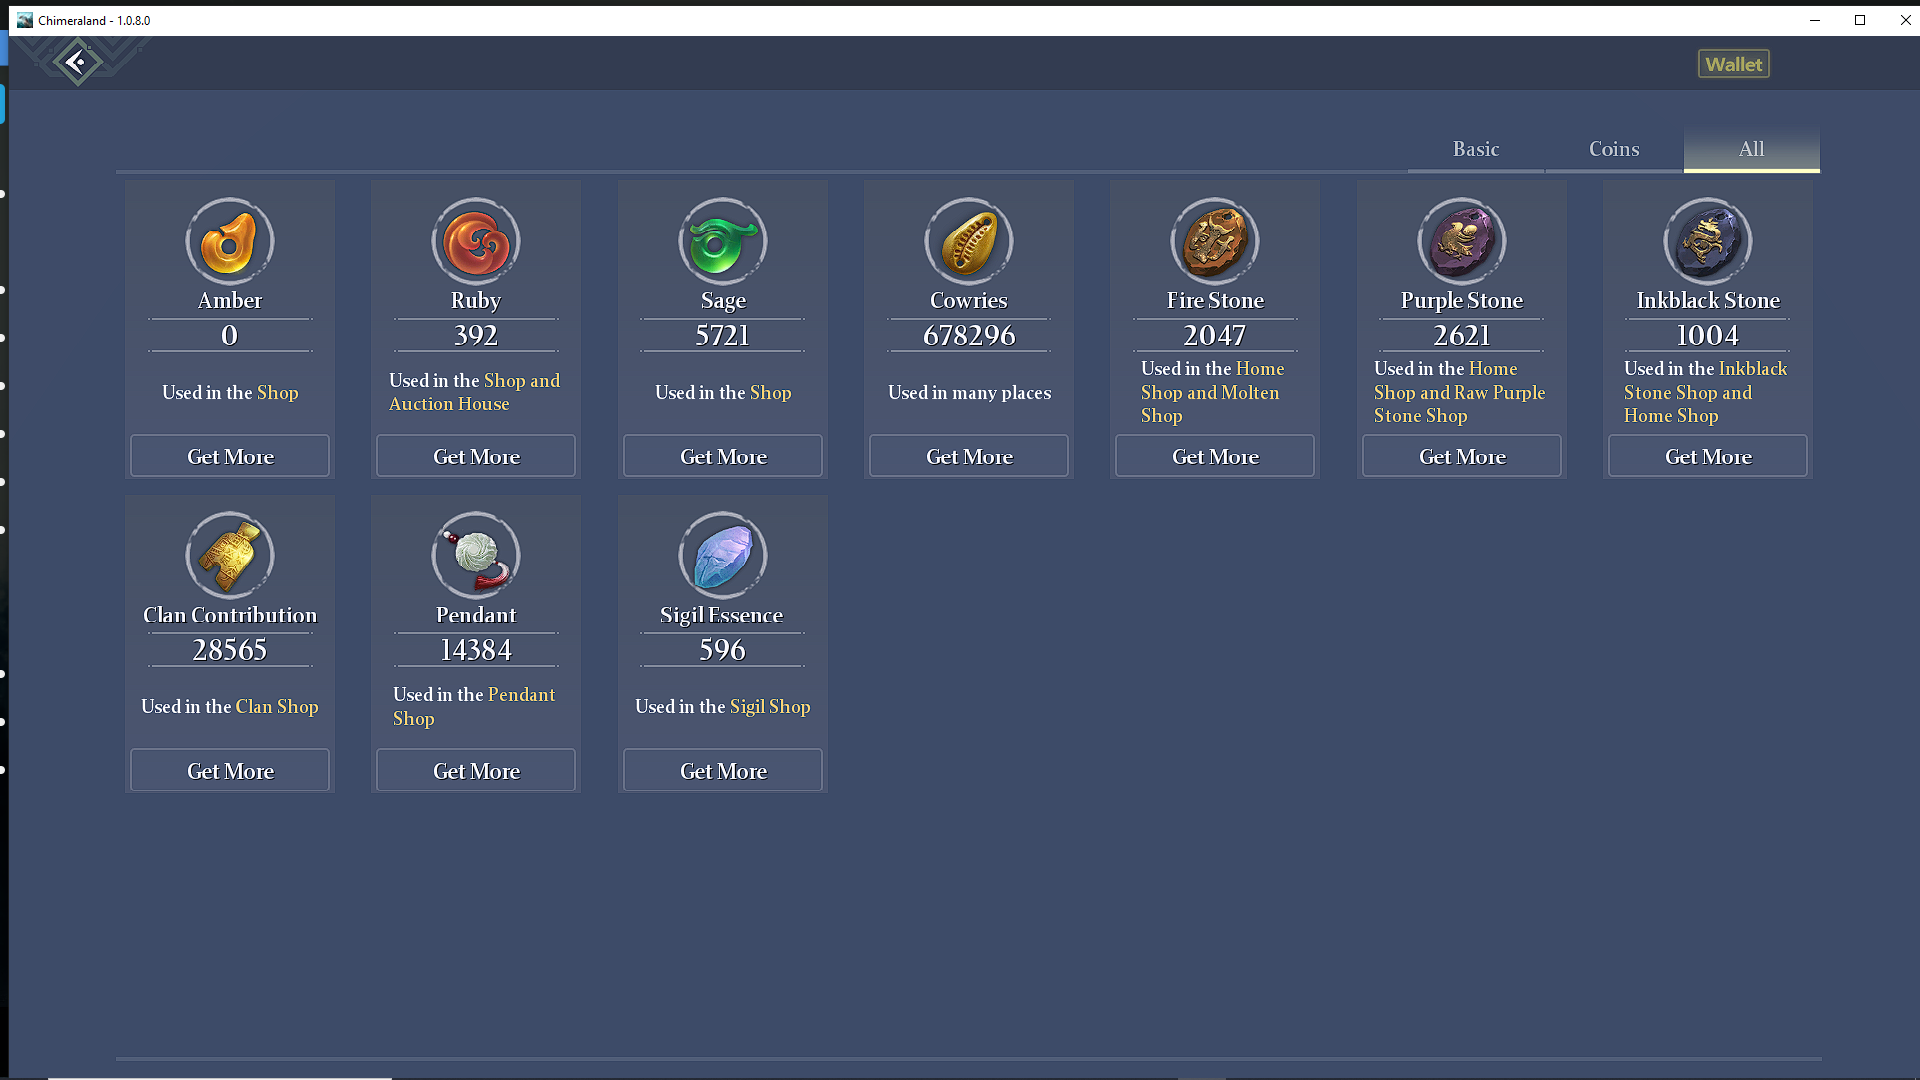 Chimeraland - 1.0.8.0
Wallet
Basic
Coins
All
Amber
0
Used in the Shop
Get More
Ruby
392
Used in the Shop and
Auction House
Get More
Sage
5721
Used in the Shop
Get More
Cowries
678296
Used in many places
Get More
Fire Stone
2047
Used in the Home
Shop and Molten
Shop
Get More
Purple Stone
2621
Used in the Home
Shop and Raw Purple
Stone Shop
Get More
Inkblack Stone
1004
Used in the Inkblack
Stone Shop and
Home Shop
Get More
Clan Contribution
28565
Used in the Clan Shop
Get More
Pendant
14384
Used in the Pendant
Shop
Get More
Sigil Essence
596
Used in the Sigil Shop
Get More